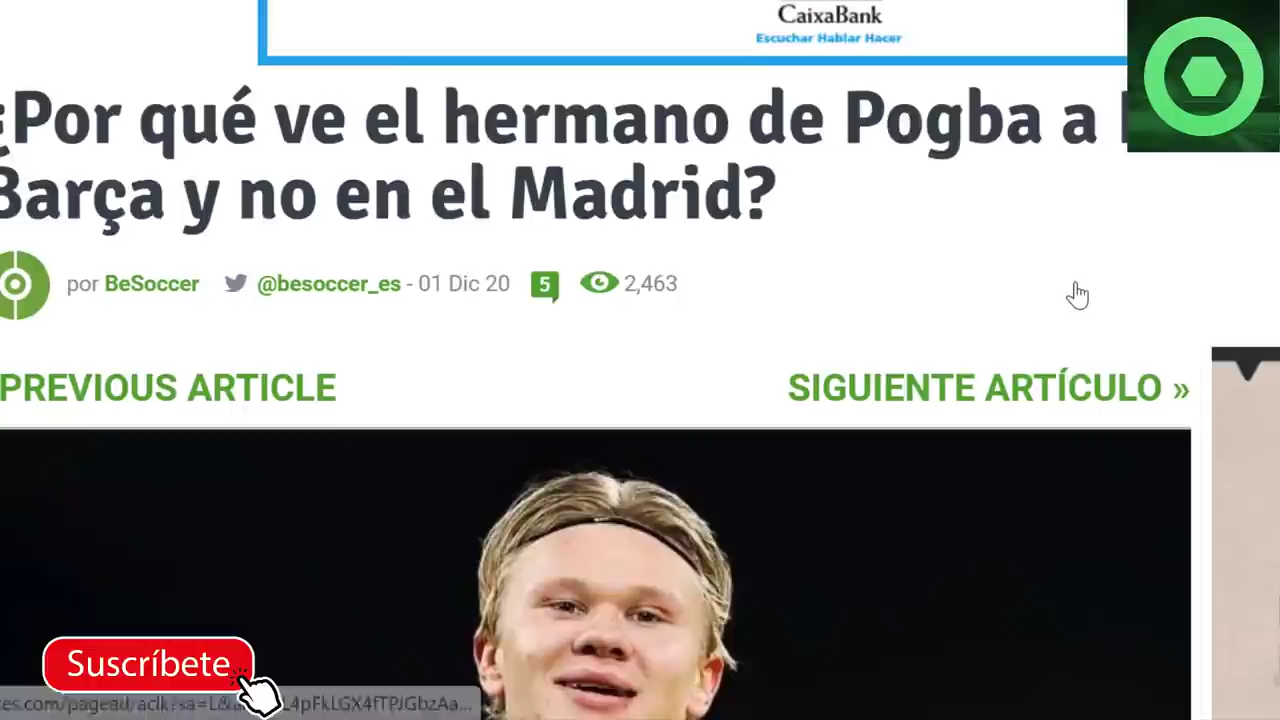 CaixaBank
Escuchar Hablar Hacer
¿Por qué ve el hermano de Pogba a
Barça y no en el Madrid?
por BeSoccer @besoccer_es - 01 Dic 20 5 2,463
PREVIOUS ARTICLE
SIGUIENTE ARTÍCULO »
Suscríbete